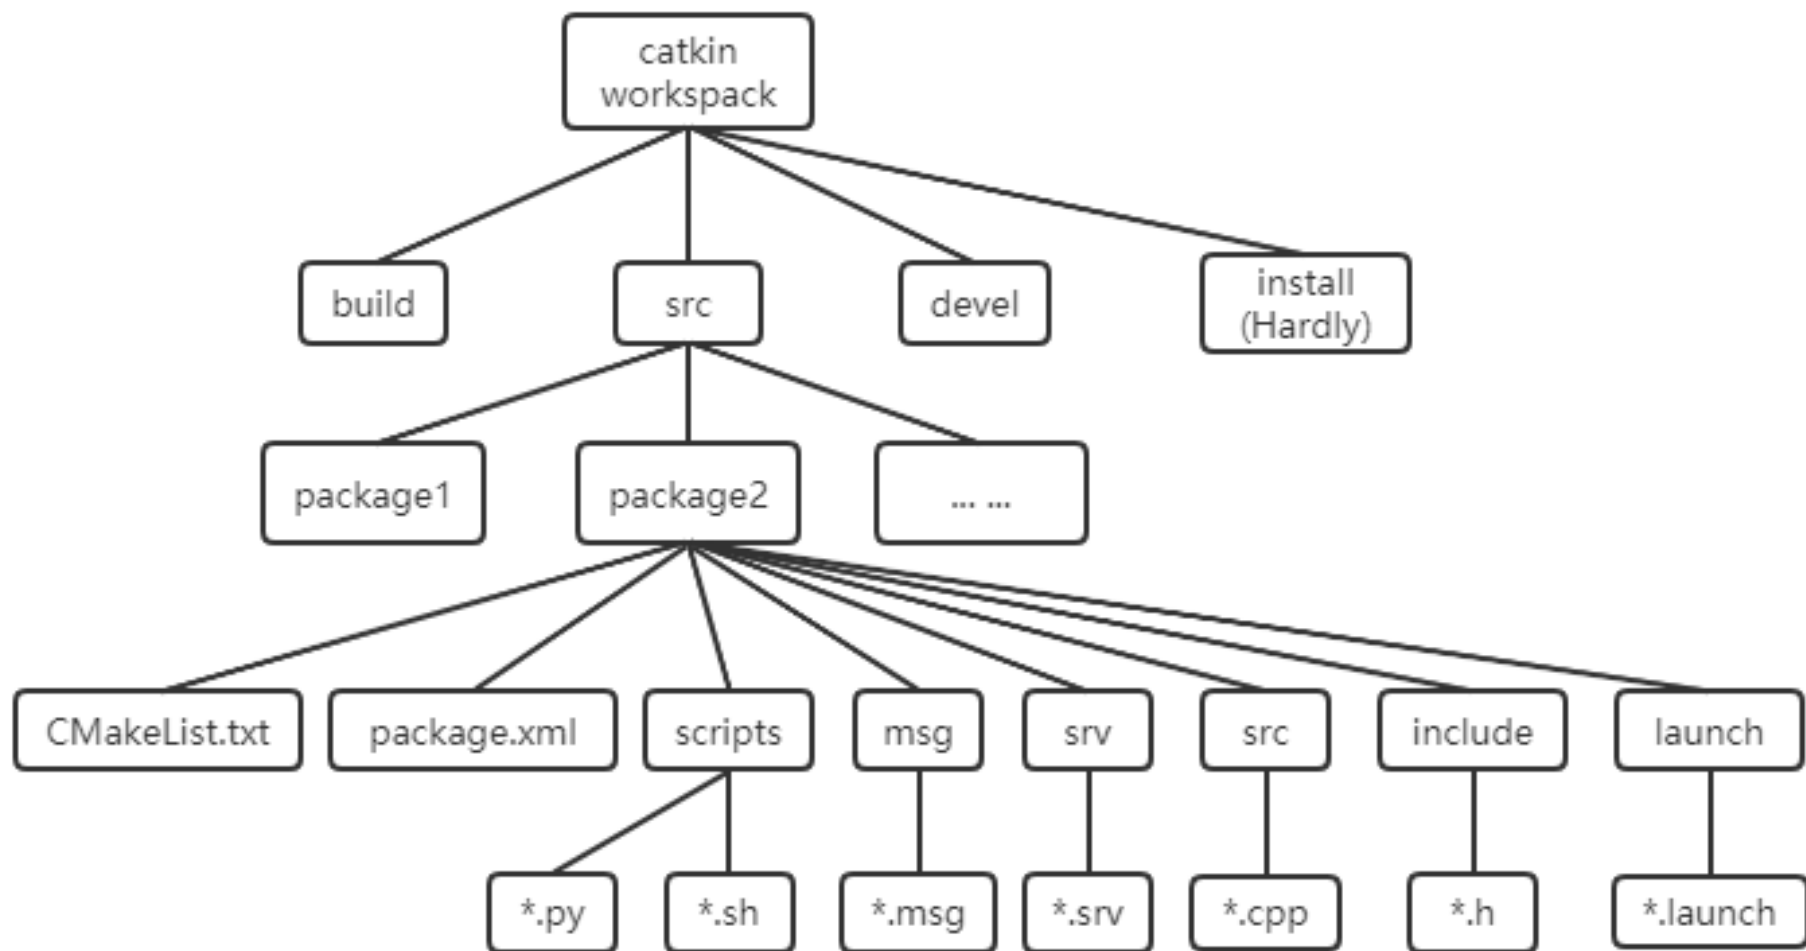 catkin
workspack
build
src
devel
install
(Hardly)
package1
package2
... ...
CMakeList.txt
package.xml
scripts
msg
srv
src
include
launch
*.py
*.sh
*.msg
*.srv
*.cpp
*.h
*.launch